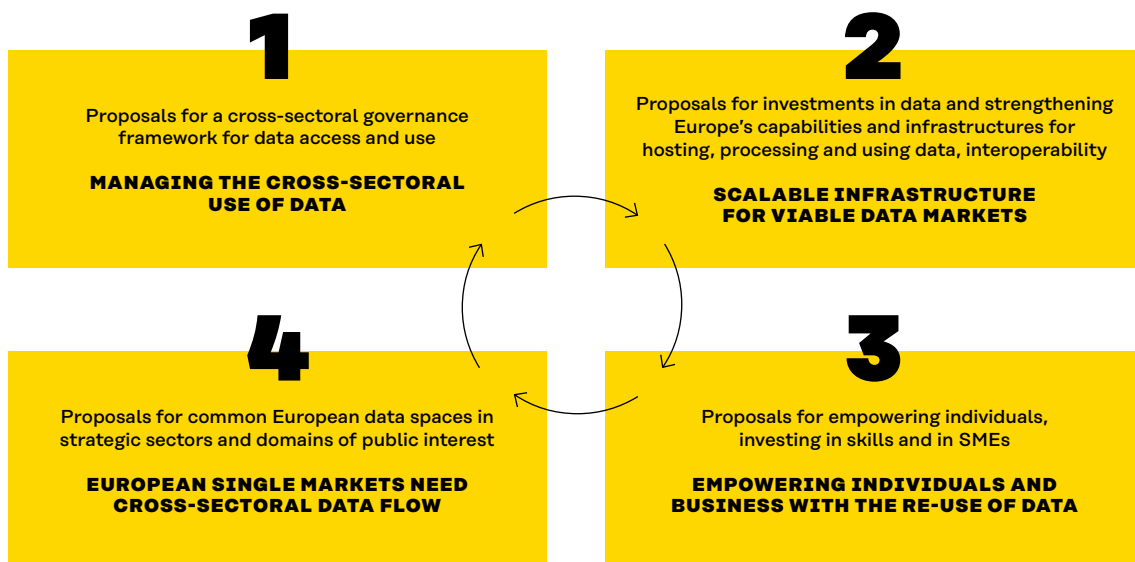 1
Proposals for a cross-sectoral governance
framework for data access and use
MANAGING THE CROSS-SECTORAL
USE OF DATA
2
Proposals for investments in data and strengthening
Europe’s capabilities and infrastructures for
hosting, processing and using data, interoperability
SCALABLE INFRASTRUCTURE
FOR VIABLE DATA MARKETS
3
Proposals for empowering individuals,
investing in skills and in SMEs
EMPOWERING INDIVIDUALS AND
BUSINESS WITH THE RE-USE OF DATA
4
Proposals for common European data spaces in
strategic sectors and domains of public interest
EUROPEAN SINGLE MARKETS NEED
CROSS-SECTORAL DATA FLOW